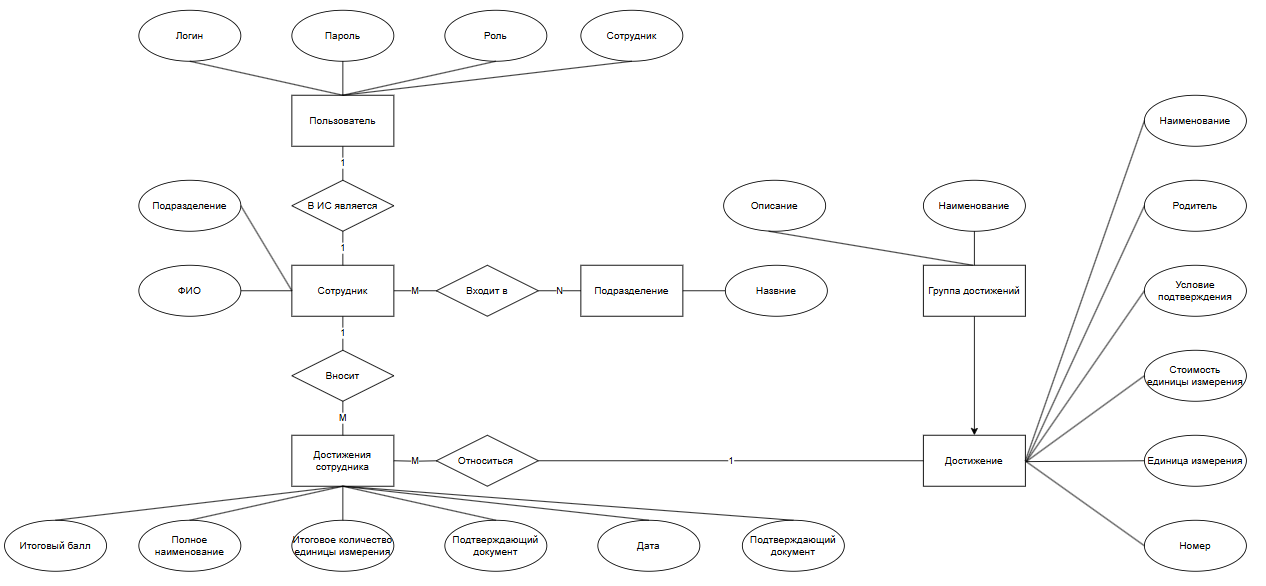 Логин
Пароль
Роль
Сотрудник
Пользователь
Наименование
1
Подразделение
В ИС является
Описание
Наименование
Родитель
1
ФИО
Сотрудник
М
Входит в
N
Подразделение
Назвние
Группа достижений
Условие
подтверждения
1
Вносит
Стоимость
единицы измерения
М
Достижения
сотрудника
М
Относиться
1
Достижение
Единица измерения
Итоговый балл
Полное
наименование
Итоговое количество
единицы измерения
Подтверждающий
документ
Дата
Подтверждающий
документ
Номер